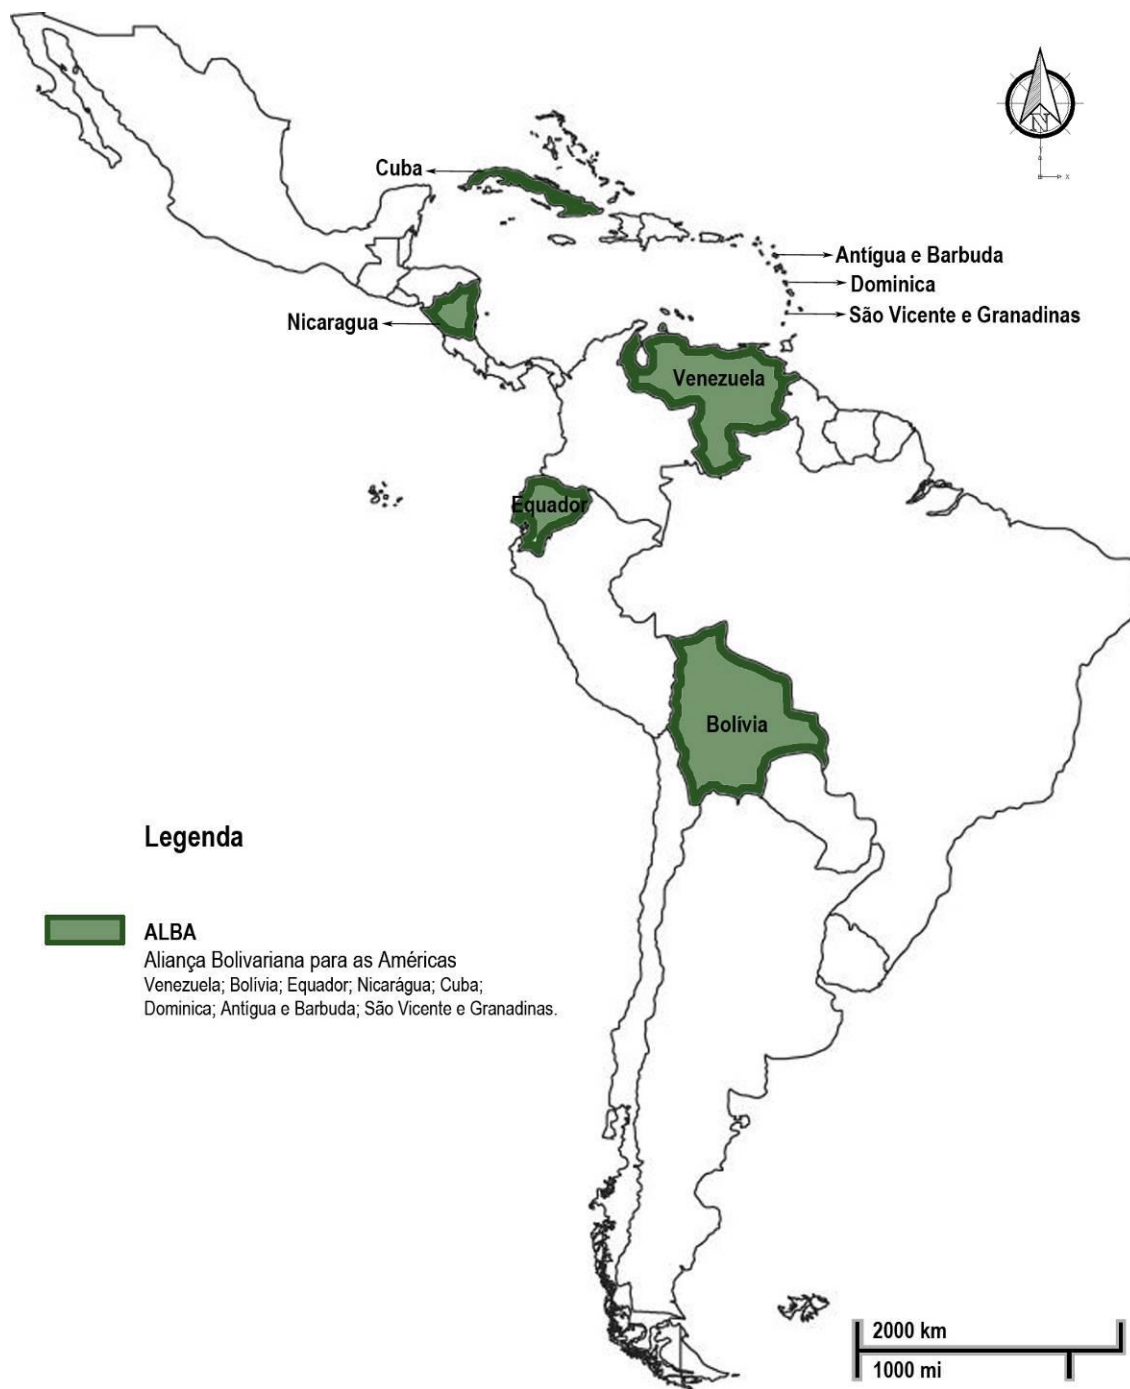 N
Y
X
Cuba
Antígua e Barbuda
Dominica
São Vicente e Granadinas
Nicaragua
Venezuela
Equador
Bolívia
Legenda
ALBA
Aliança Bolivariana para as Américas
Venezuela; Bolívia; Equador; Nicarágua; Cuba;
Dominica; Antígua e Barbuda; São Vicente e Granadinas.
2000 km
1000 mi